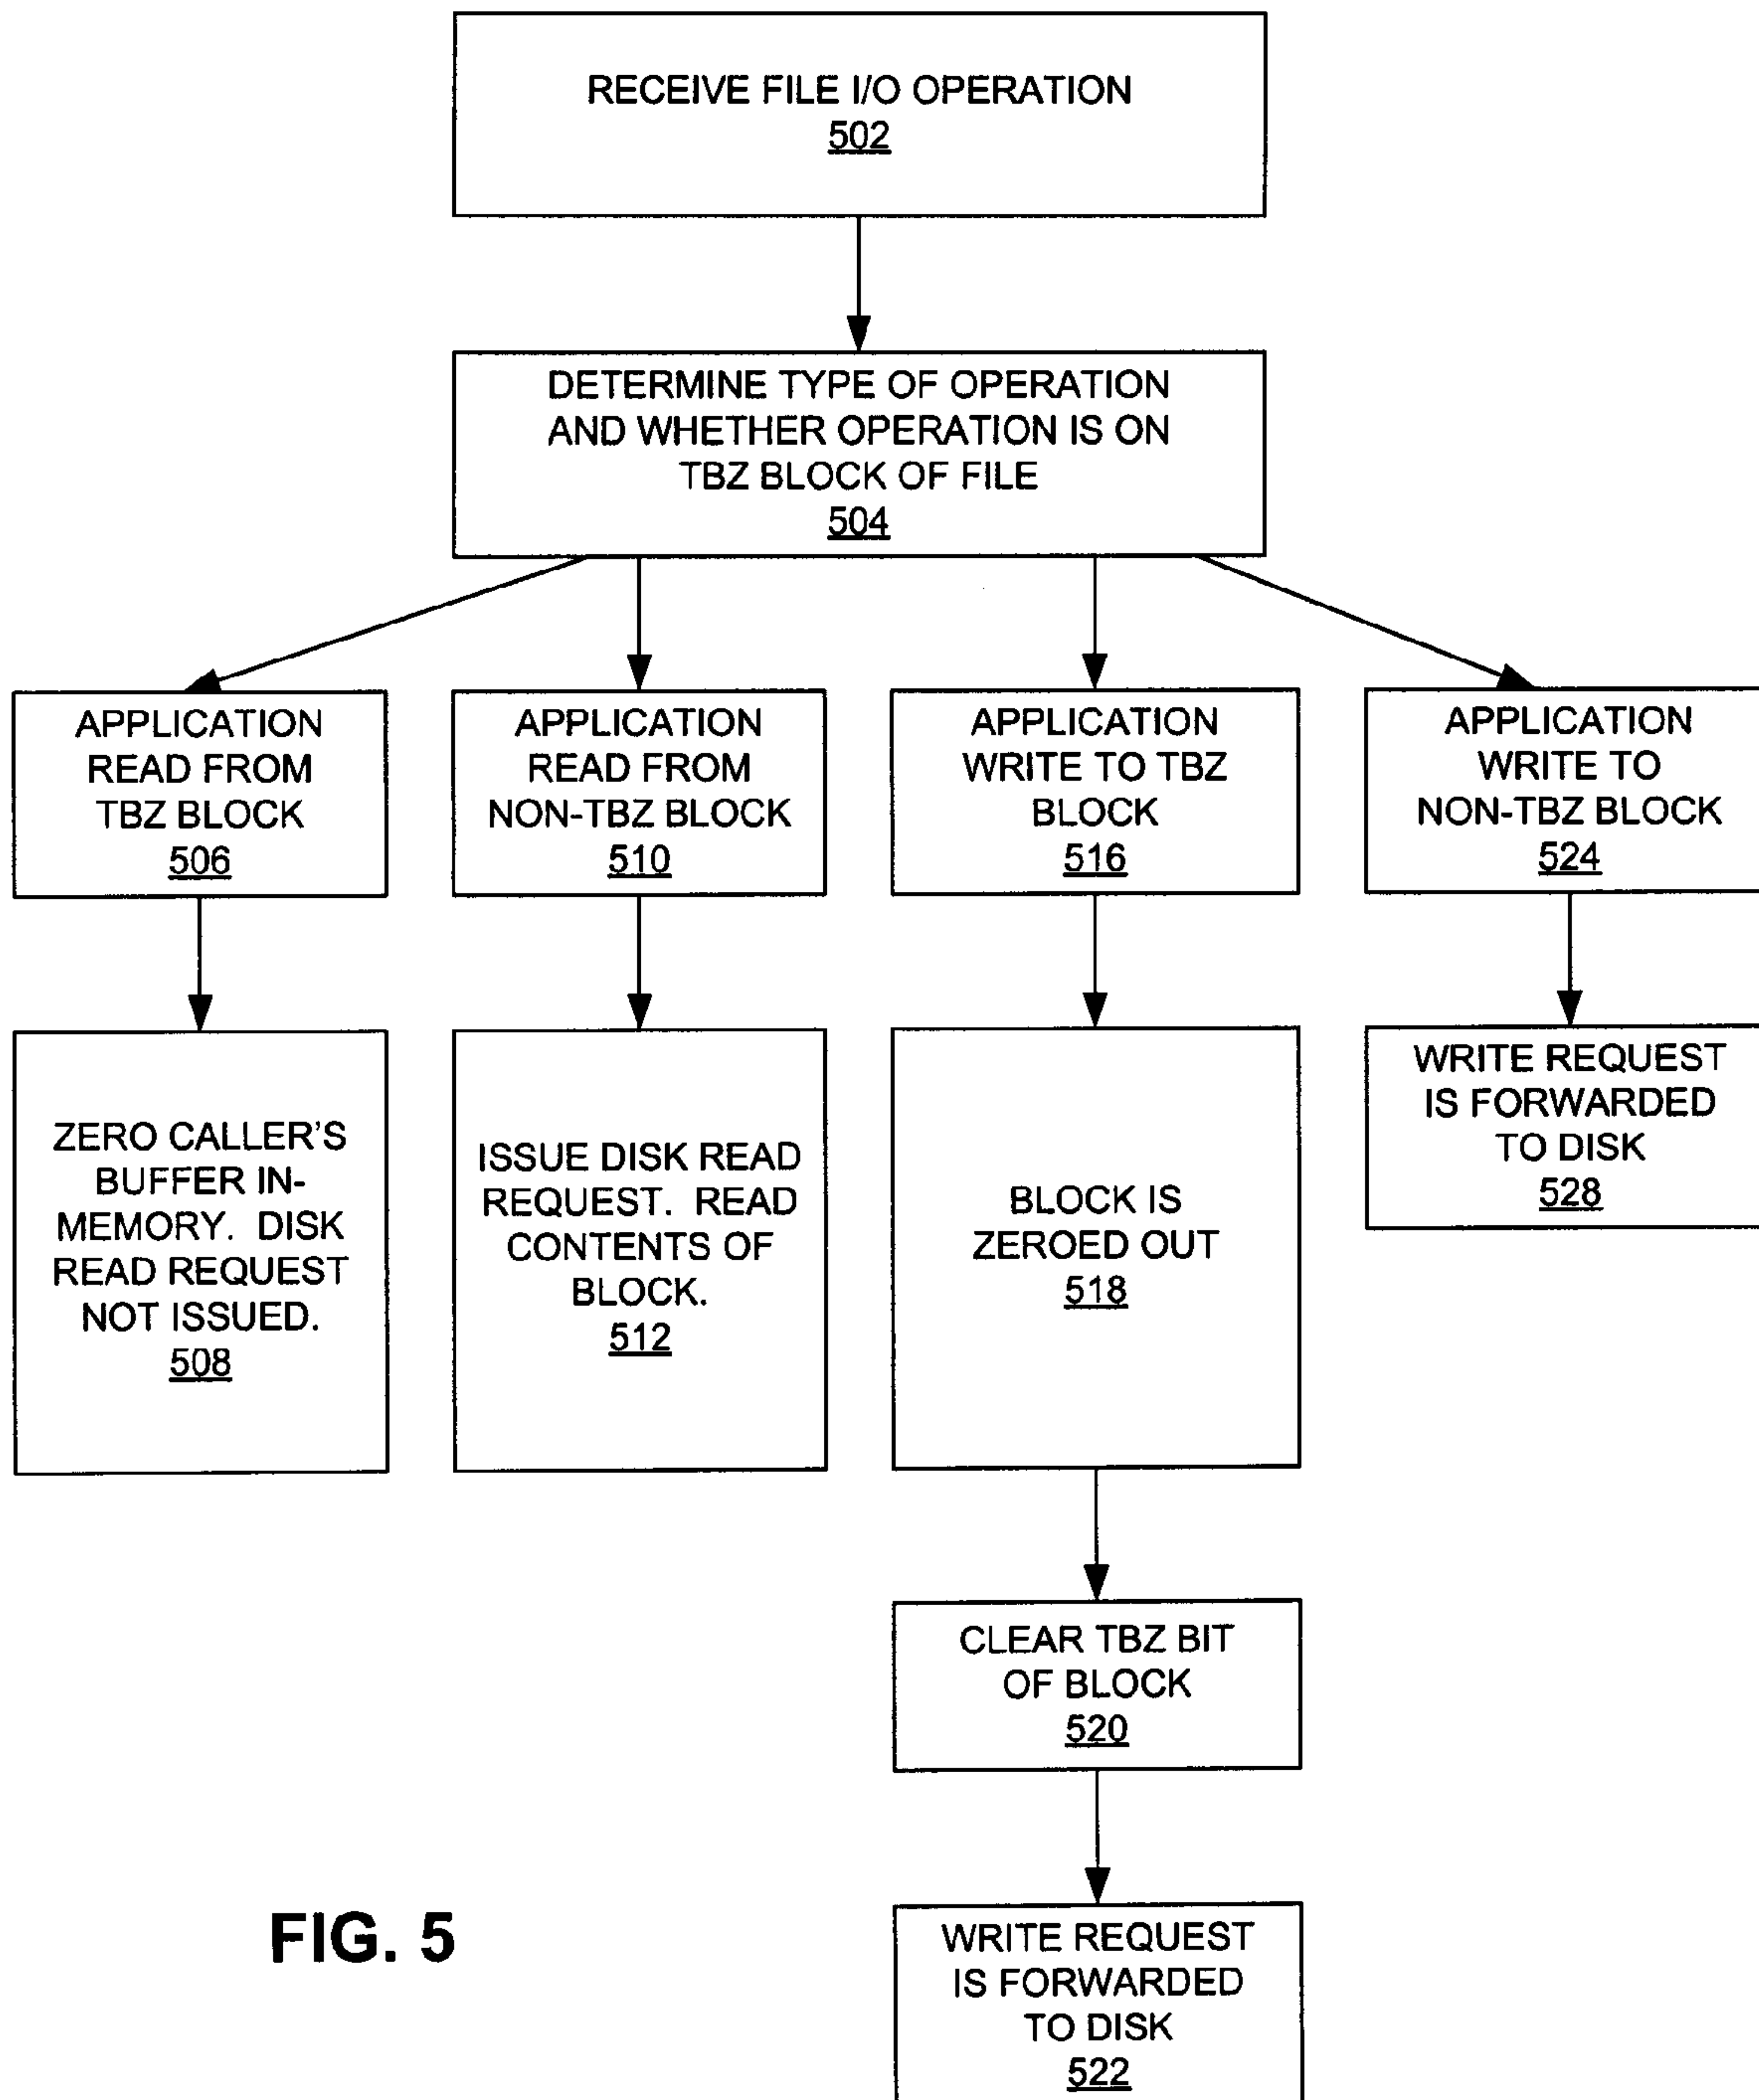 RECEIVE FILE I/O OPERATION
502
DETERMINE TYPE OF OPERATION
AND WHETHER OPERATION IS ON
TBZ BLOCK OF FILE
504
APPLICATION
READ FROM
TBZ BLOCK
506
APPLICATION
READ FROM
NON-TBZ BLOCK
510
APPLICATION
WRITE TO TBZ
BLOCK
516
APPLICATION
WRITE TO
NON-TBZ BLOCK
524
ZERO CALLER'S
BUFFER IN-
MEMORY. DISK
READ REQUEST
NOT ISSUED.
508
ISSUE DISK READ
REQUEST. READ
CONTENTS OF
BLOCK.
512
BLOCK IS
ZEROED OUT
518
WRITE REQUEST
IS FORWARDED
TO DISK
528
CLEAR TBZ BIT
OF BLOCK
520
WRITE REQUEST
IS FORWARDED
TO DISK
522
FIG. 5